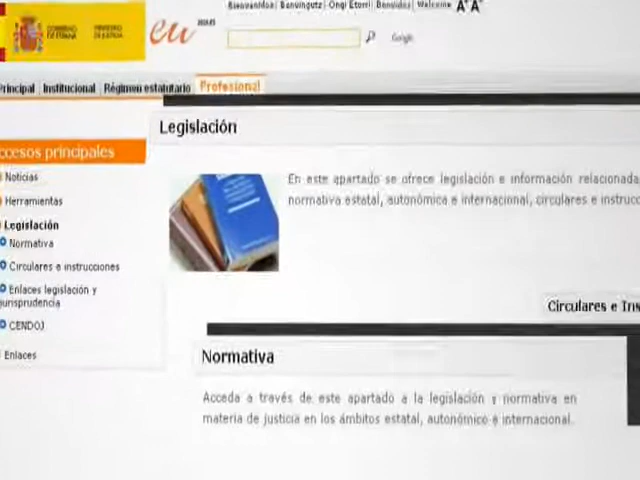 Bienvenidos| Benvinguts| Ongi Etorri| Benvidos| Welcome A+ A-
GOBIERNO DE ESPAÑA MINISTERIO DE JUSTICIA eu
Google
Principal Institucional Régimen estatutario Profesional
Legislación
ccesos principales
Noticias
Herramientas
Legislación
Normativa
Circulares e instrucciones
Enlaces legislación y
jurisprudencia
CENDOJ
Enlaces
En este apartado se ofrece legislación e información relacionada
normativa estatal, autonómica e internacional, circulares e instrucc
Circulares e Ins
Normativa
Acceda a través de este apartado a la legislación y normativa en
materia de justicia en los ámbitos estatal, autonómico e internacional.